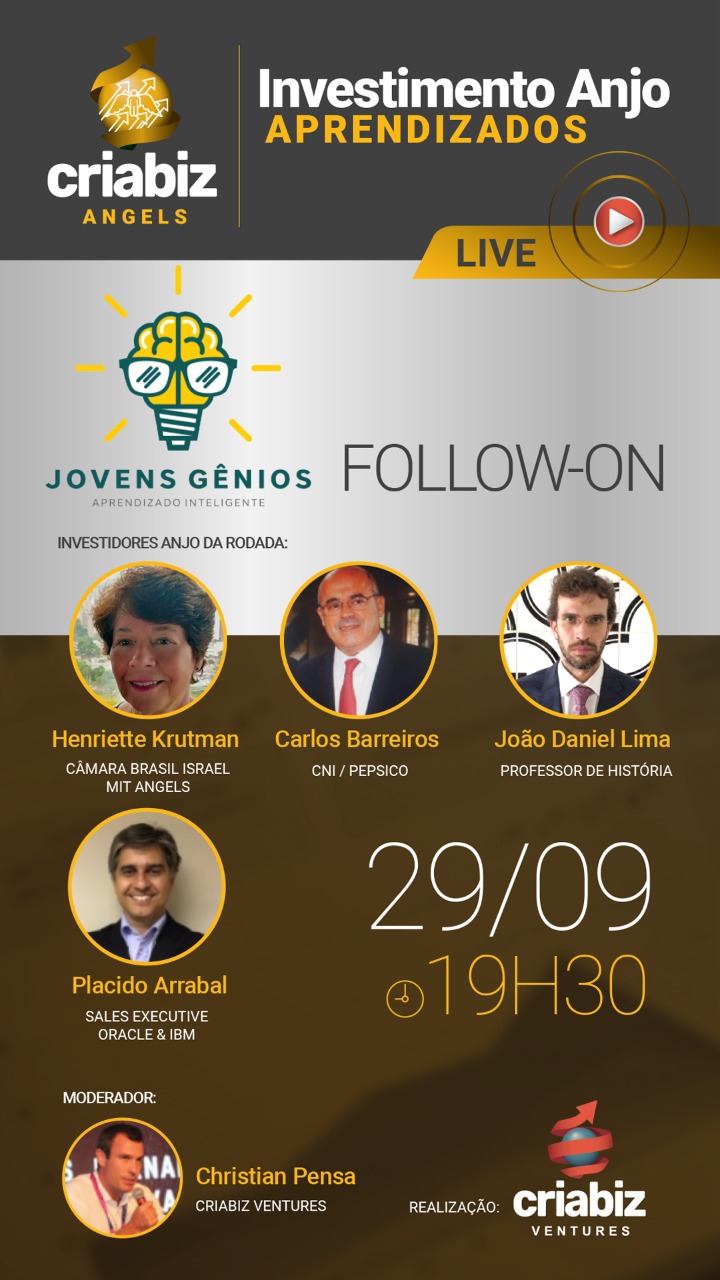 criabiz
ANGELS
Investimento Anjo
APRENDIZADOS
LIVE
JOVENS GÊNIOS
APRENDIZADO INTELIGENTE
FOLLOW-ON
INVESTIDORES ANJO DA RODADA:
Henriette Krutman
CÂMARA BRASIL ISRAEL
MIT ANGELS
Carlos Barreiros
CNI / PEPSICO
João Daniel Lima
PROFESSOR DE HISTÓRIA
Placido Arrabal
SALES EXECUTIVE
ORACLE & IBM
29/09
19H30
MODERADOR:
Christian Pensa
CRIABIZ VENTURES
REALIZAÇÃO:
criabiz
VENTURES